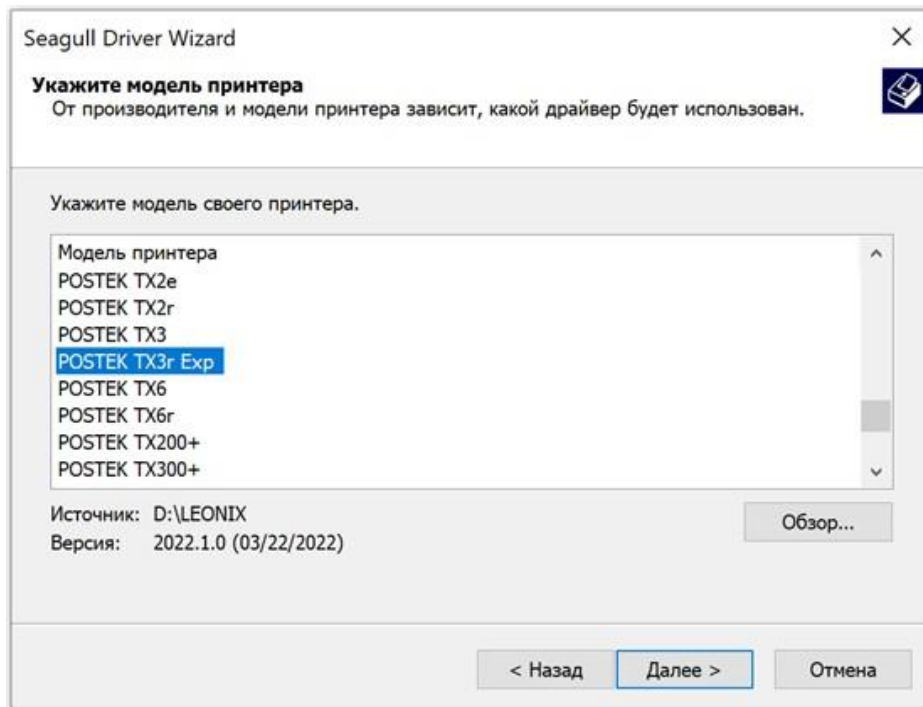 Seagull Driver Wizard
Укажите модель принтера
От производителя и модели принтера зависит, какой драйвер будет использован.
Укажите модель своего принтера.
Модель принтера
POSTEK TX2e
POSTEK TX2r
POSTEK TX3
POSTEK TX3r Exp
POSTEK TX6
POSTEK TX6r
POSTEK TX200+
POSTEK TX300+
Источник: D:\LEONIX
Обзор...
Версия: 2022.1.0 (03/22/2022)
< Назад
Далее >
Отмена